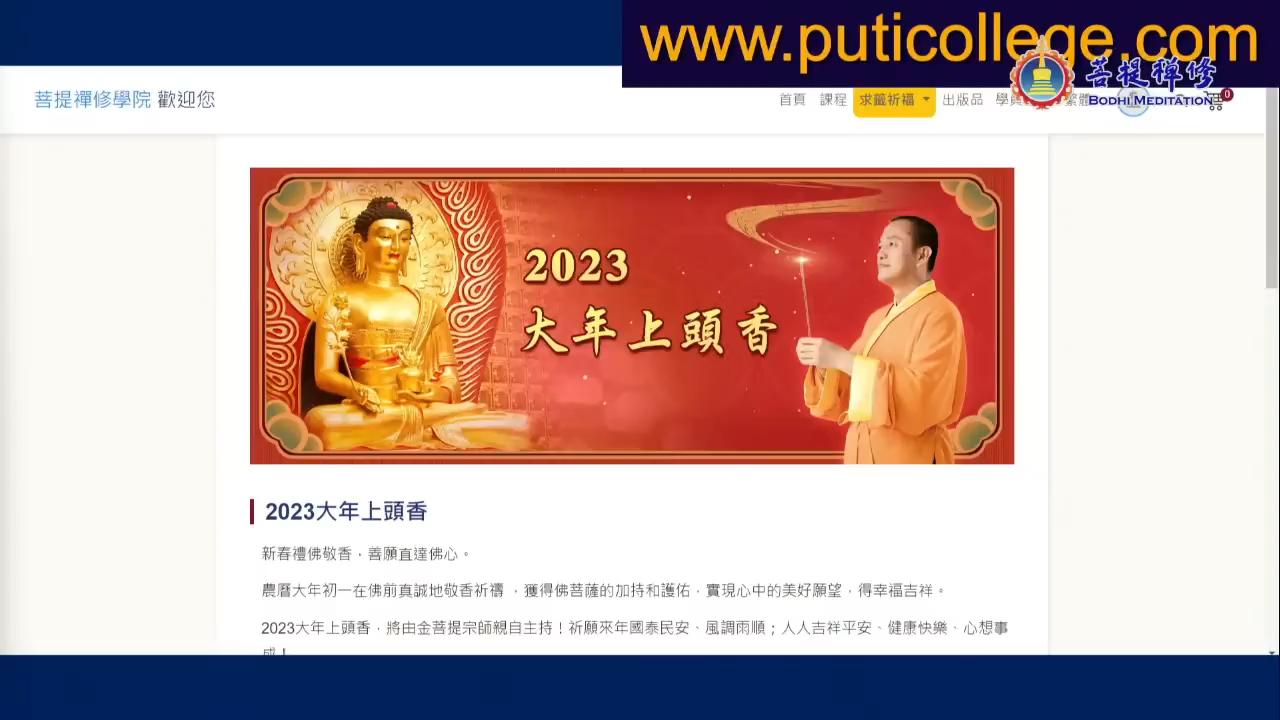 www.puticollege.com
菩提禪修
BODHI MEDITATION
菩提禪修學院 歡迎您
首頁 課程 求籤祈福 出版品 學員 繁體 0
2023
大年上頭香
2023大年上頭香
新春禮佛敬香，善願直達佛心。
農曆大年初一在佛前真誠地敬香祈禱 ，獲得佛菩薩的加持和護佑，實現心中的美好願望，得幸福吉祥。
2023大年上頭香，將由金菩提宗師親自主持！祈願來年國泰民安、風調雨順；人人吉祥平安、健康快樂、心想事
成！